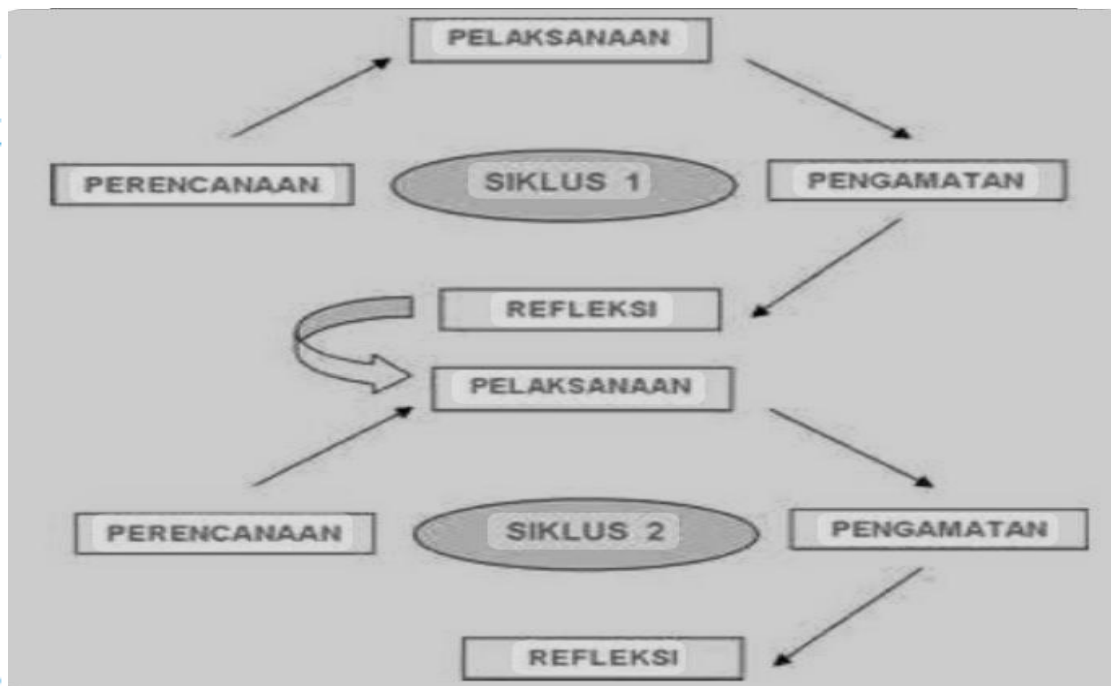 PELAKSANAAN
PERENCANAAN
SIKLUS 1
PENGAMATAN
REFLEKSI
PELAKSANAAN
PERENCANAAN
SIKLUS 2
PENGAMATAN
REFLEKSI